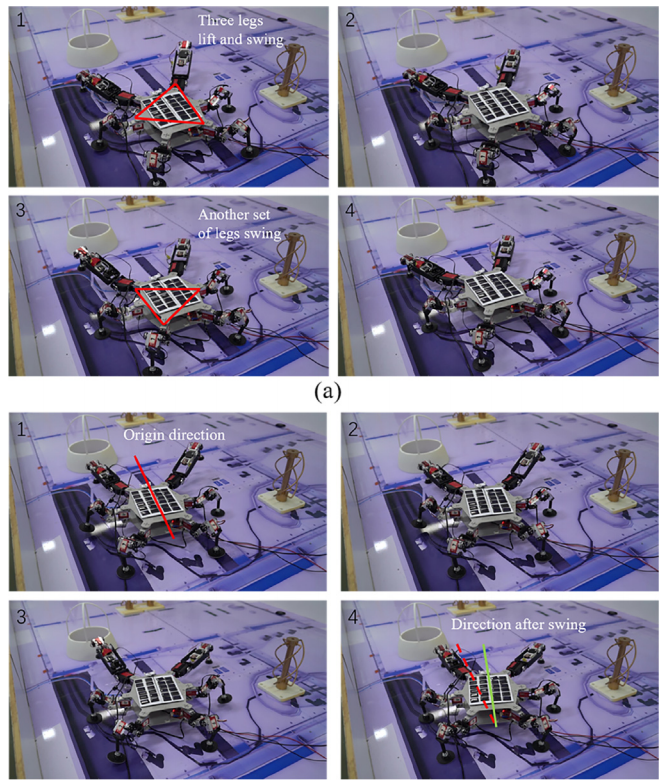 1
Three legs
lift and swing
2
3
Another set
of legs swing
4
(a)
1
Origin direction
2
3
4
Direction after swing